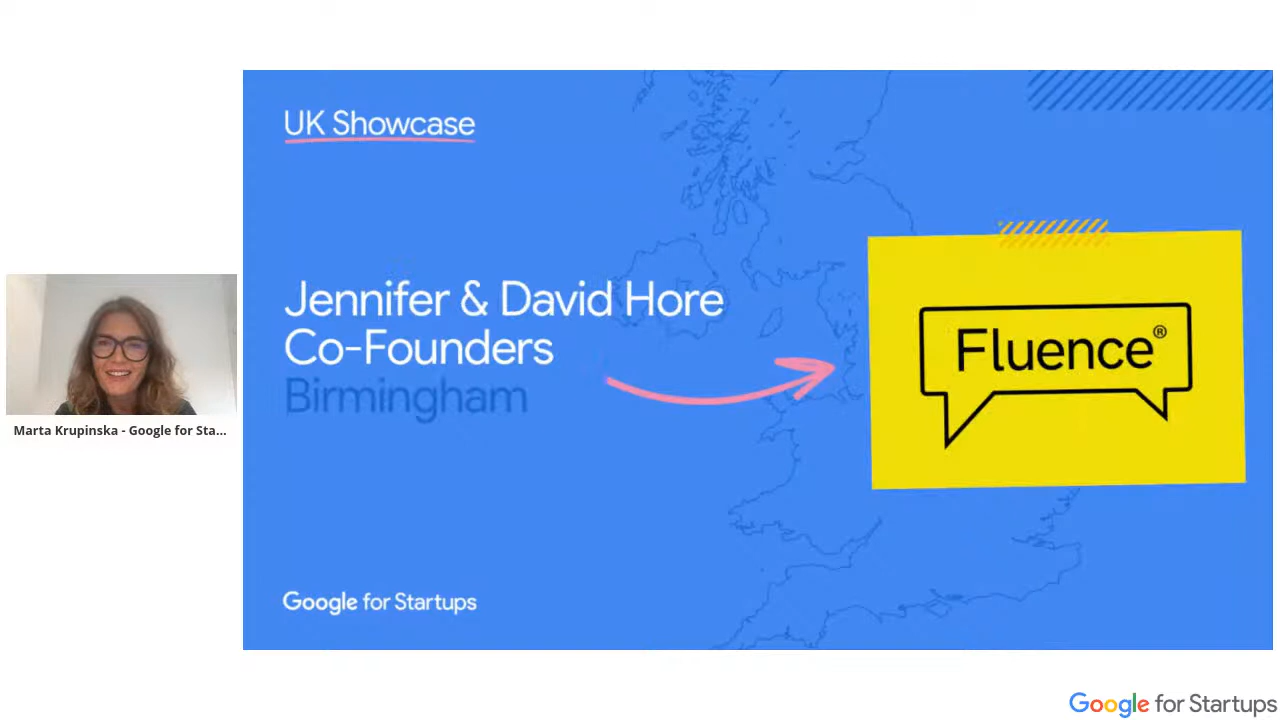 UK Showcase
Jennifer & David Hore
Co-Founders
Birmingham
Fluence®
Marta Krupinska - Google for Sta...
Google for Startups
Google for Startups